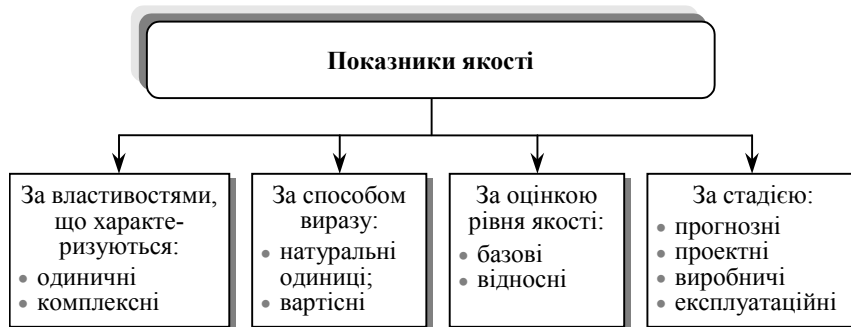 Показники якості
За властивостями,
що характе-
ризуються:
• одиничні
• комплексні
За способом
виразу:
• натуральні
одиниці;
• вартісні
За оцінкою
рівня якості:
• базові
• відносні
За стадією:
• прогнозні
• проектні
• виробничі
• експлуатаційні